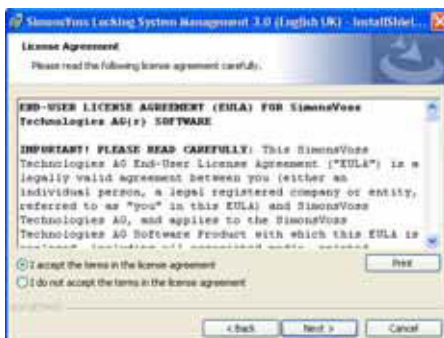 SimonsVoss Locking System Management 3.0 (English UK) - InstallShiel...
License Agreement
Please read the following license agreement carefully.
END-USER LICENSE AGREEMENT (EULA) FOR SimonsVoss
Technologies AG(r) SOFTWARE
IMPORTANT! PLEASE READ CAREFULLY: This SimonsVoss
Technologies AG End-User License Agreement ("EULA") is a
legally valid agreement between you (either an
individual person, a legal registered company or entity,
referred to as "you" in this EULA) and SimonsVoss
Technologies AG, and applies to the SimonsVoss
Technologies AG Software Product with which this EULA is
I accept the terms in the license agreement
Print
I do not accept the terms in the license agreement
< Back
Next >
Cancel